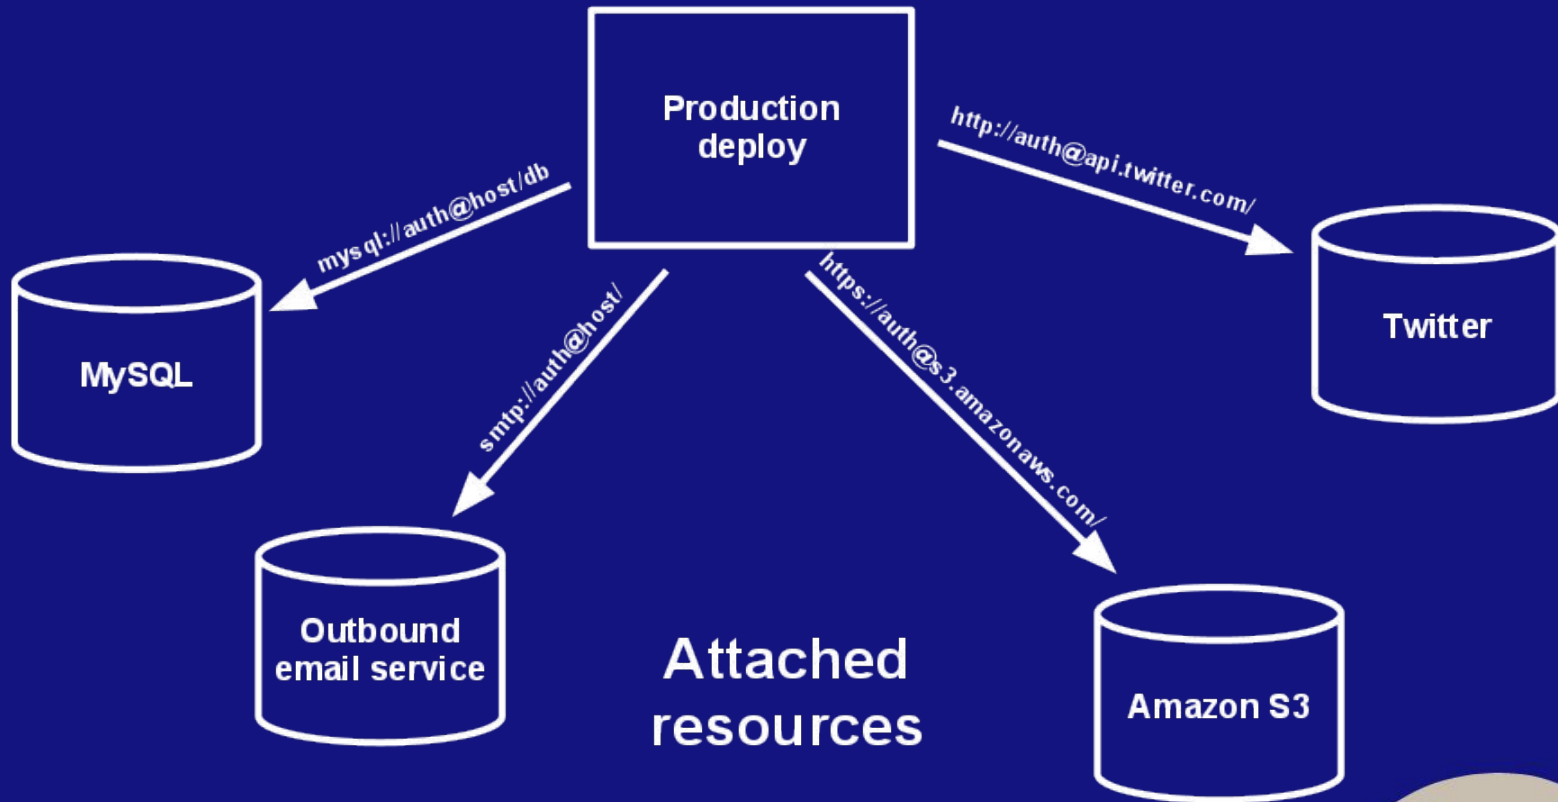 Production
deploy
http://auth@api.twitter.com/
mysql://auth@host/db
Twitter
MySQL
smtp://auth@host/
https://auth@s3.amazonaws.com/
Outbound
email service
Attached
resources
Amazon S3